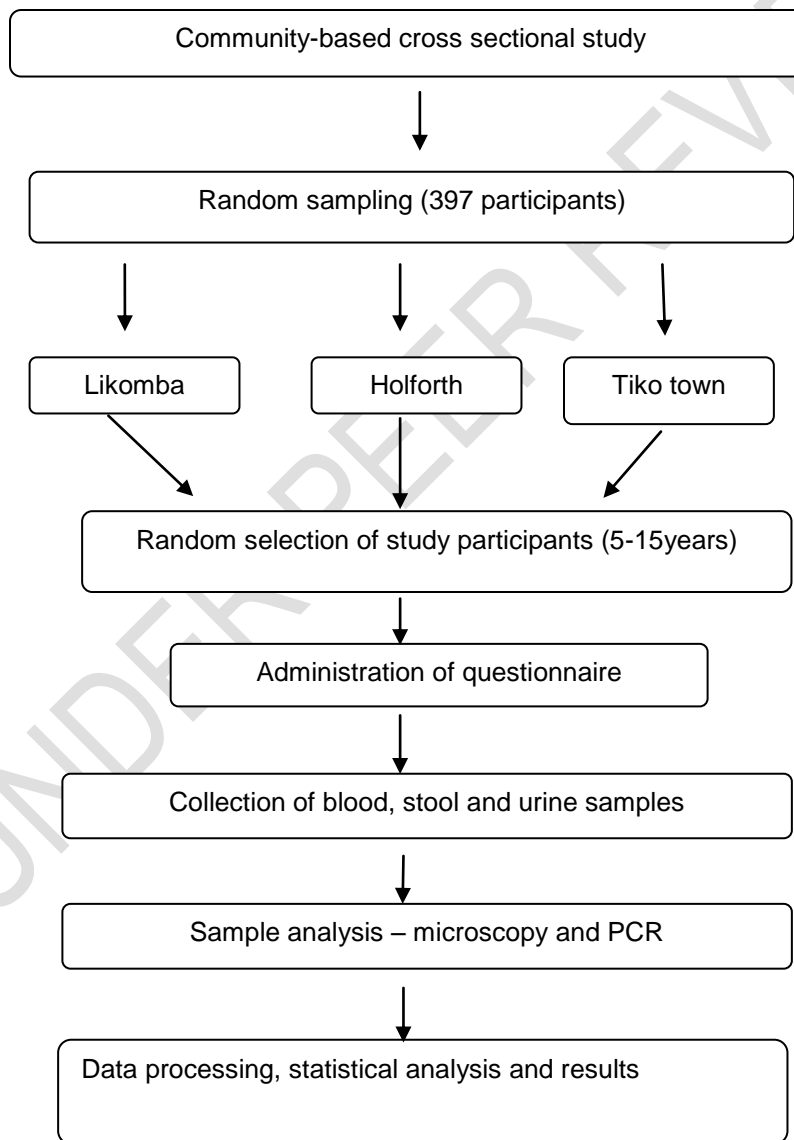 Community-based cross sectional study
Random sampling (397 participants)
Likomba
Holforth
Tiko town
Random selection of study participants (5-15years)
Administration of questionnaire
Collection of blood, stool and urine samples
Sample analysis – microscopy and PCR
Data processing, statistical analysis and results
UNDER PEER REVI